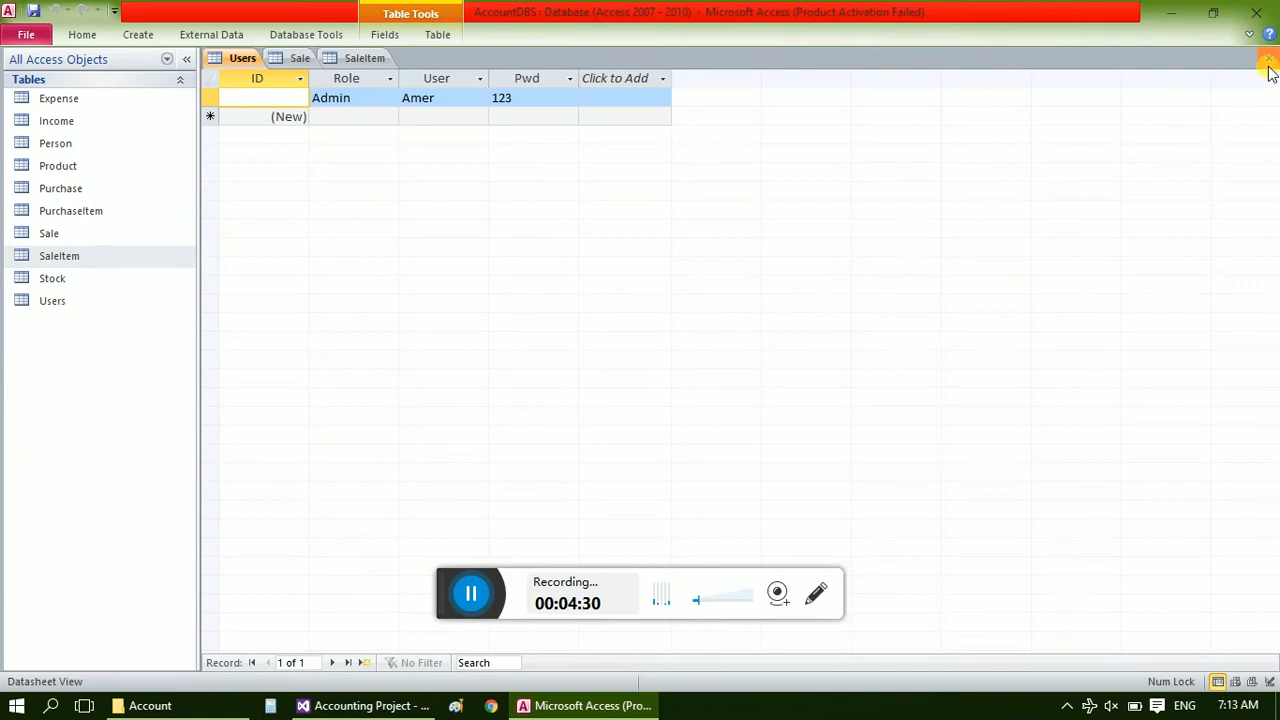 Table Tools
AccountDBS : Database (Access 2007 - 2010) - Microsoft Access (Product Activation Failed)
File
Home
Create
External Data
Database Tools
Fields
Table
All Access Objects
Users
Sale
SaleItem
Tables
Expense
Income
Person
Product
Purchase
PurchaseItem
Sale
SaleItem
Stock
Users
ID
Role
User
Pwd
Click to Add
Admin
Amer
123
(New)
Recording...
00:04:30
Record:
1 of 1
No Filter
Search
Datasheet View
Num Lock
Account
Accounting Project - ...
Microsoft Access (Pro...
ENG
7:13 AM